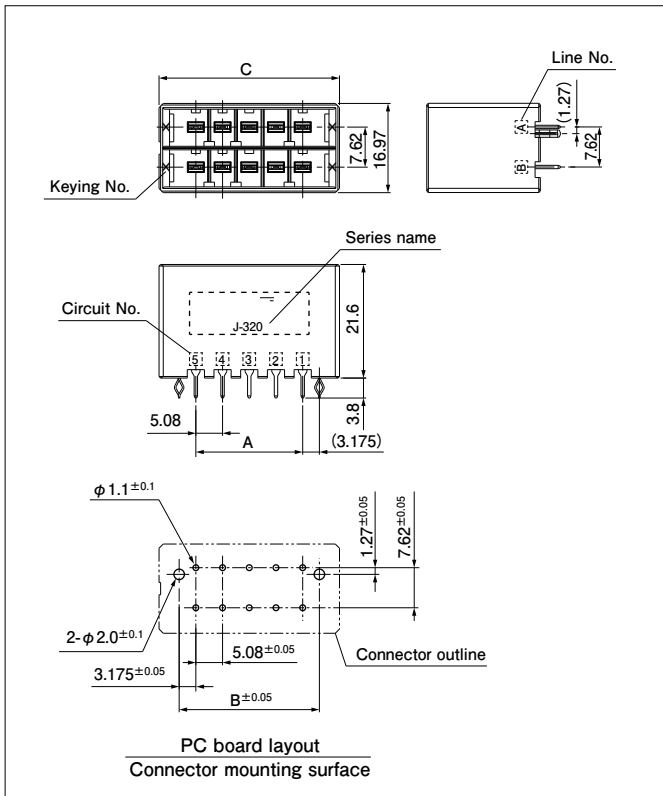 C
Line No.
(1.27)
A
B
7.62
16.97
7.62
Keying No.
Series name
Circuit No.
J-320
21.6
5 4 3 2 1
3.8
5.08
A
(3.175)
φ1.1±0.1
1.27±0.05
7.62±0.05
2-φ2.0±0.1
5.08±0.05
Connector outline
3.175±0.05
B±0.05
PC board layout
Connector mounting surface